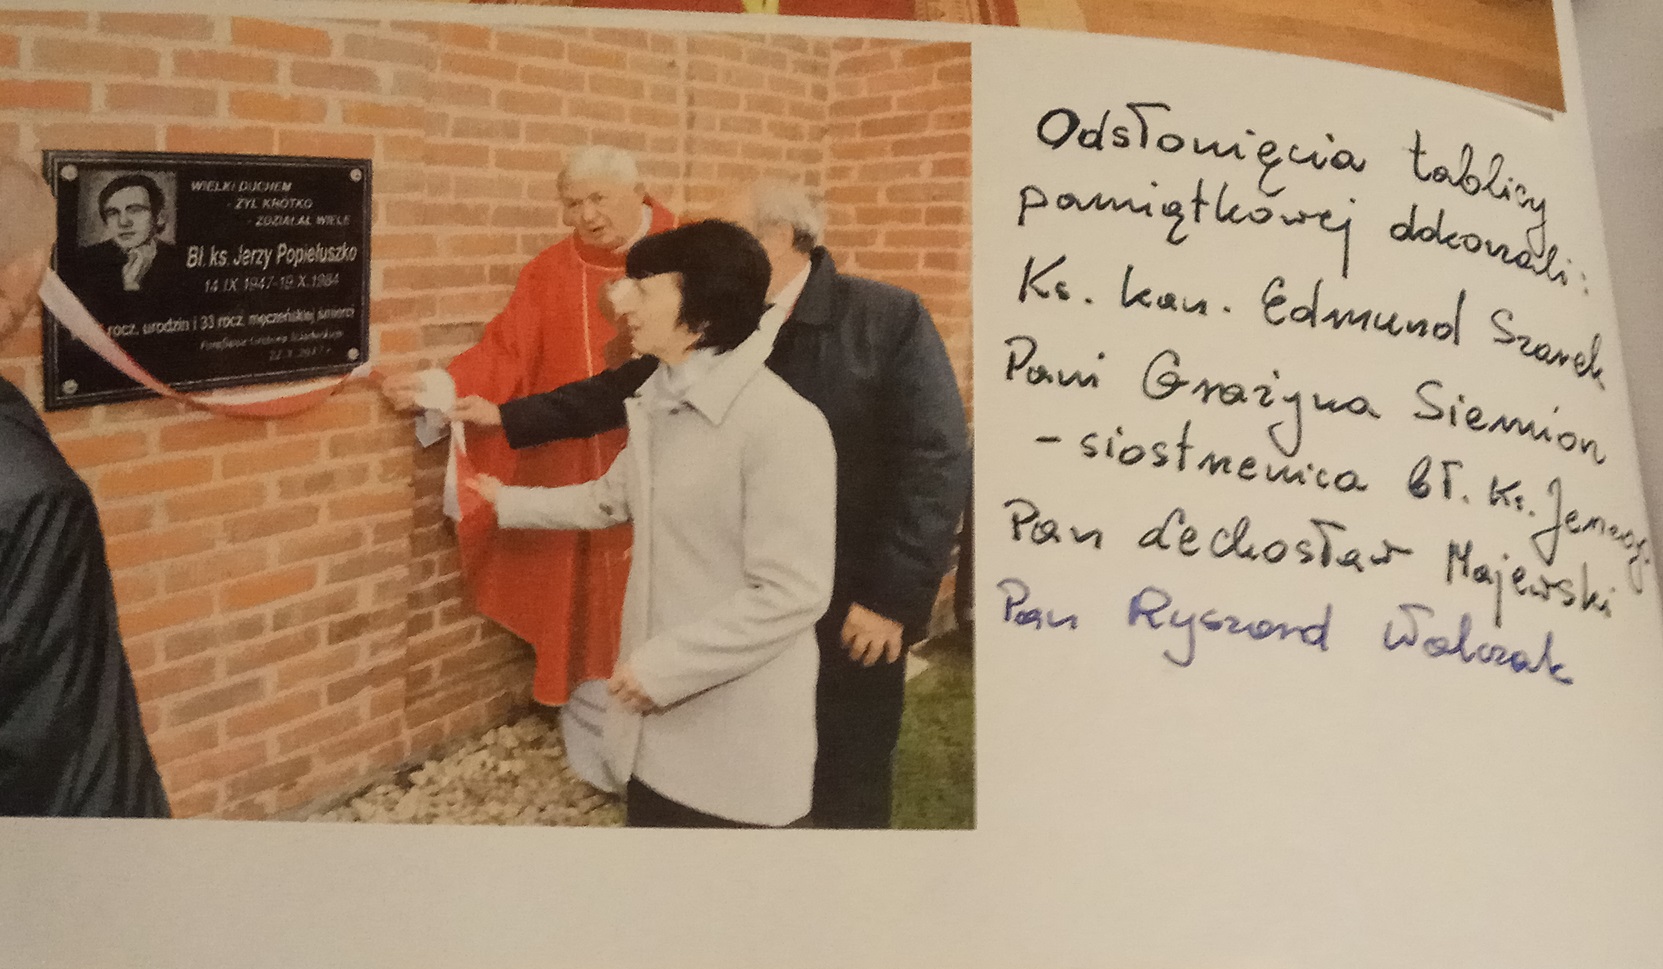 WIELKI DUCHEM
- ŻYŁ KRÓTKO
- ZDZIAŁAŁ WIELE
Bł. ks. Jerzy Popiełuszko
14 IX 1947-19 X 1984
rocz. urodzin i 33 rocz. męczeńskiej śmierci
Odsłonięcia tablicy
pamiątkowej dokonali:
Ks. kan. Edmund Szarek
Pani Grażyna Siemion
- siostrzenica bł. Ks. Jerzego
Pan Lechosław Majewski
Pan Ryszard Walczak